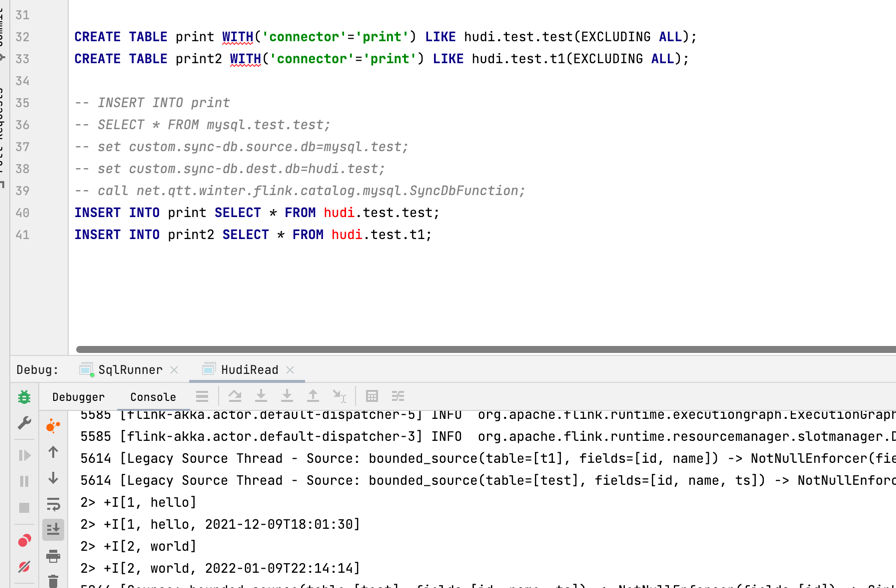 31
32 CREATE TABLE print WITH('connector'='print') LIKE hudi.test.test(EXCLUDING ALL);
33 CREATE TABLE print2 WITH('connector'='print') LIKE hudi.test.t1(EXCLUDING ALL);
34
35 -- INSERT INTO print
36 -- SELECT * FROM mysql.test.test;
37 -- set custom.sync-db.source.db=mysql.test;
38 -- set custom.sync-db.dest.db=hudi.test;
39 -- call net.qtt.winter.flink.catalog.mysql.SyncDbFunction;
40 INSERT INTO print SELECT * FROM hudi.test.test;
41 INSERT INTO print2 SELECT * FROM hudi.test.t1;
Debug: SqlRunner HudiRead
Debugger Console
5585 [flink-akka.actor.default-dispatcher-5] INFO org.apache.flink.runtime.executiongraph.ExecutionGraph
5585 [flink-akka.actor.default-dispatcher-3] INFO org.apache.flink.runtime.resourcemanager.slotmanager.D
5614 [Legacy Source Thread - Source: bounded_source(table=[t1], fields=[id, name]) -> NotNullEnforcer(fie
5614 [Legacy Source Thread - Source: bounded_source(table=[test], fields=[id, name, ts]) -> NotNullEnforc
2> +I[1, hello]
2> +I[1, hello, 2021-12-09T18:01:30]
2> +I[2, world]
2> +I[2, world, 2022-01-09T22:14:14]